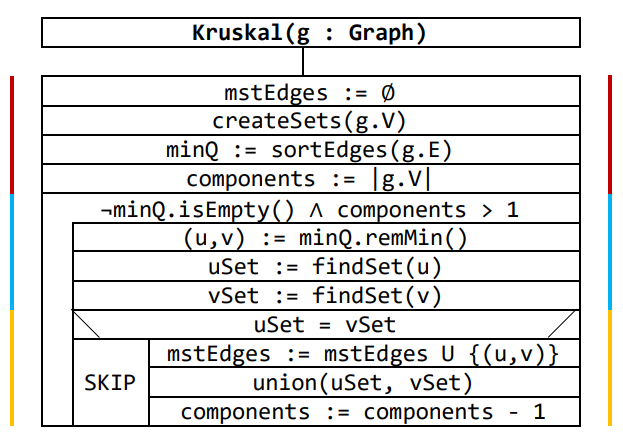 Kruskal(g : Graph)
mstEdges := Ø
createSets(g.V)
minQ := sortEdges(g.E)
components := |g.V|
¬minQ.isEmpty() ∧ components > 1
(u,v) := minQ.remMin()
uSet := findSet(u)
vSet := findSet(v)
uSet = vSet
SKIP
mstEdges := mstEdges U {(u,v)}
union(uSet, vSet)
components := components - 1